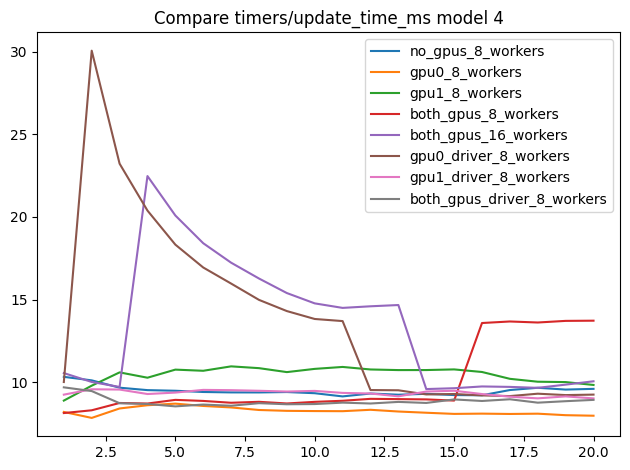 Compare timers/update_time_ms model 4
30
25
20
15
10
no_gpus_8_workers
gpu0_8_workers
gpu1_8_workers
both_gpus_8_workers
both_gpus_16_workers
gpu0_driver_8_workers
gpu1_driver_8_workers
both_gpus_driver_8_workers
2.5 5.0 7.5 10.0 12.5 15.0 17.5 20.0